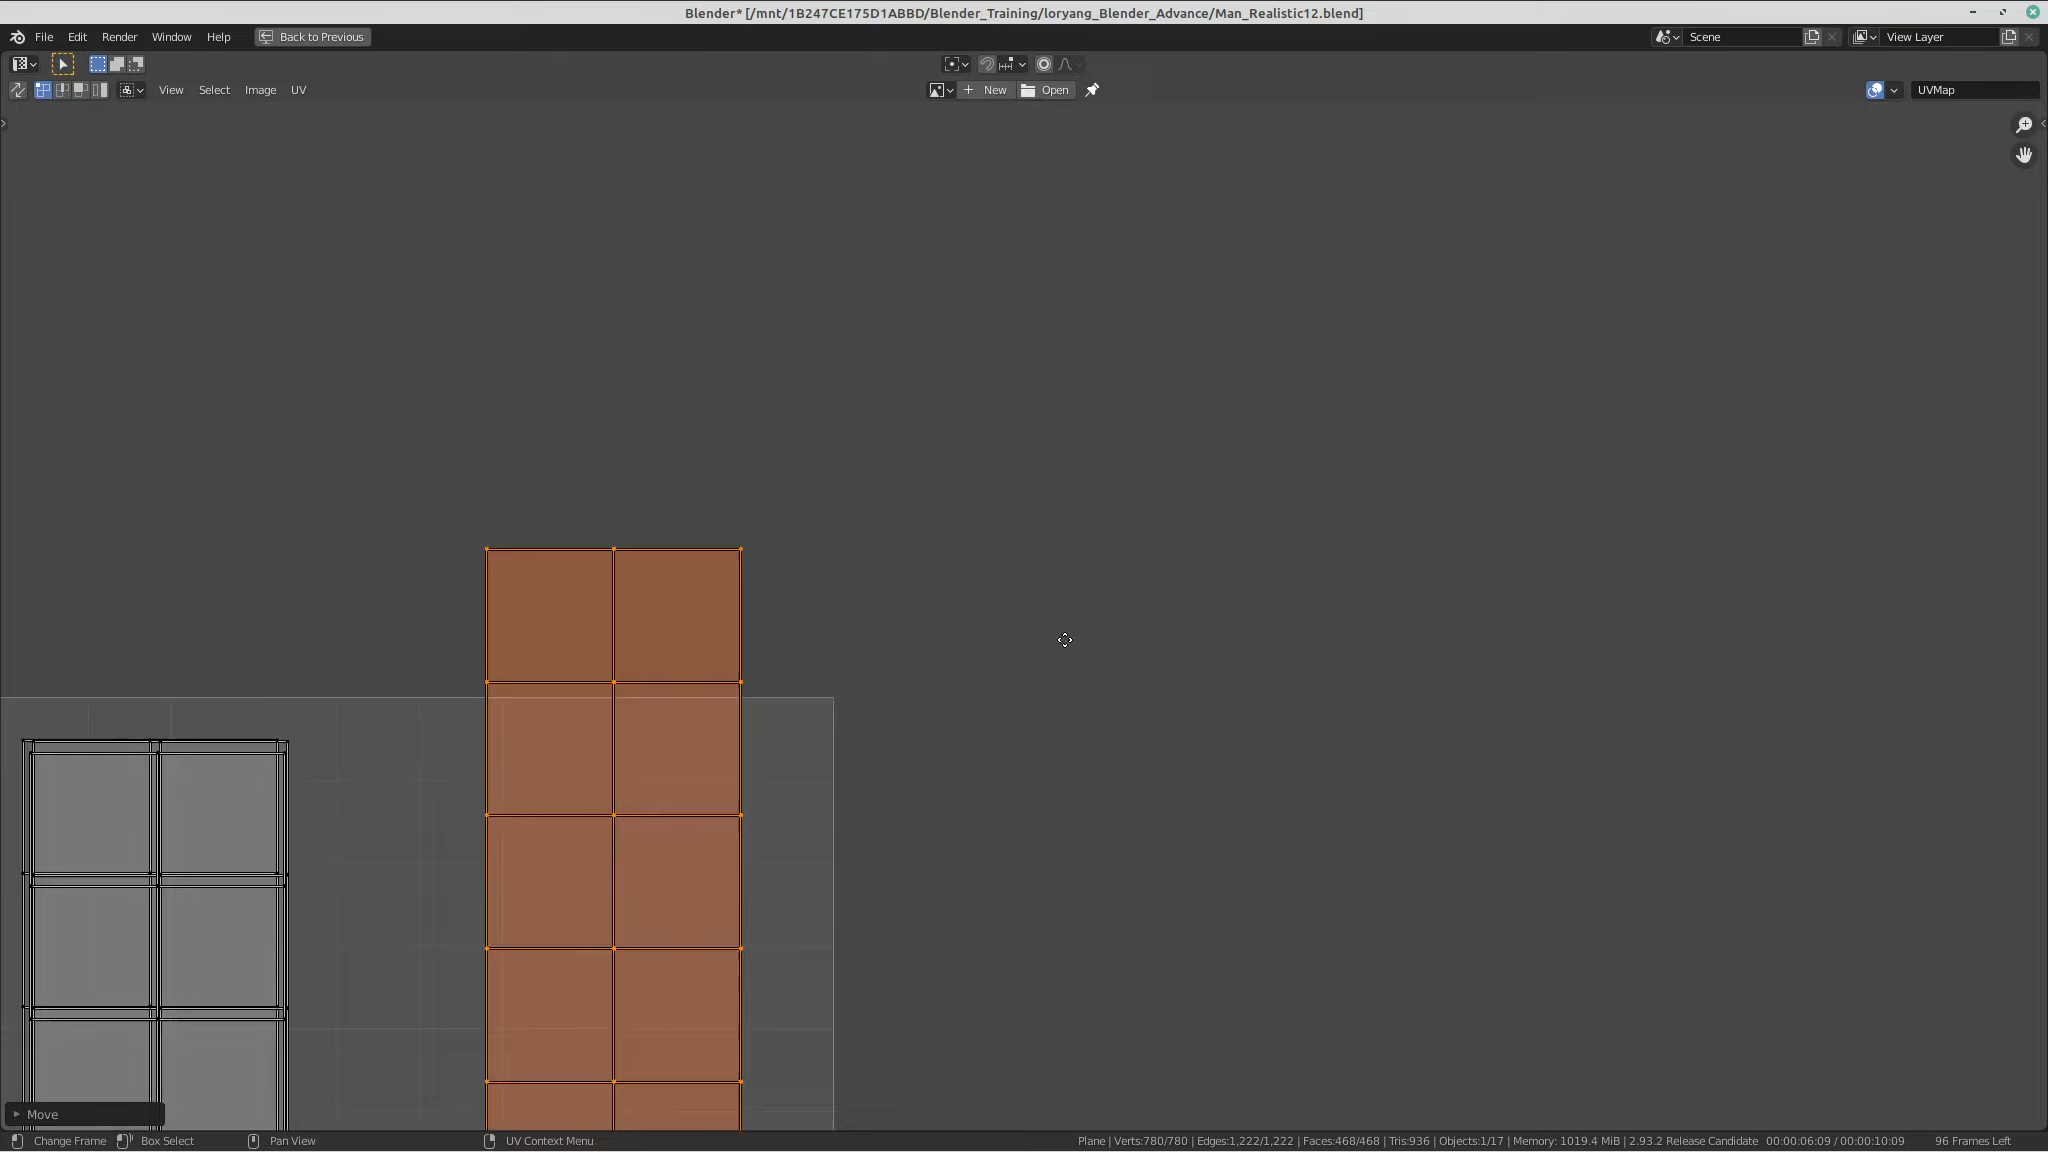 Blender* [/mnt/1B247CE175D1ABBD/Blender_Training/loryang_Blender_Advance/Man_Realistic12.blend]
File Edit Render Window Help Back to Previous Scene View Layer
View Select Image UV New Open UVMap
Move
Change Frame Box Select Pan View UV Context Menu Plane | Verts:780/780 | Edges:1,222/1,222 | Faces:468/468 | Tris:936 | Objects:1/17 | Memory: 1019.4 MiB | 2.93.2 Release Candidate 00:00:06:09 / 00:00:10:09 96 Frames Left